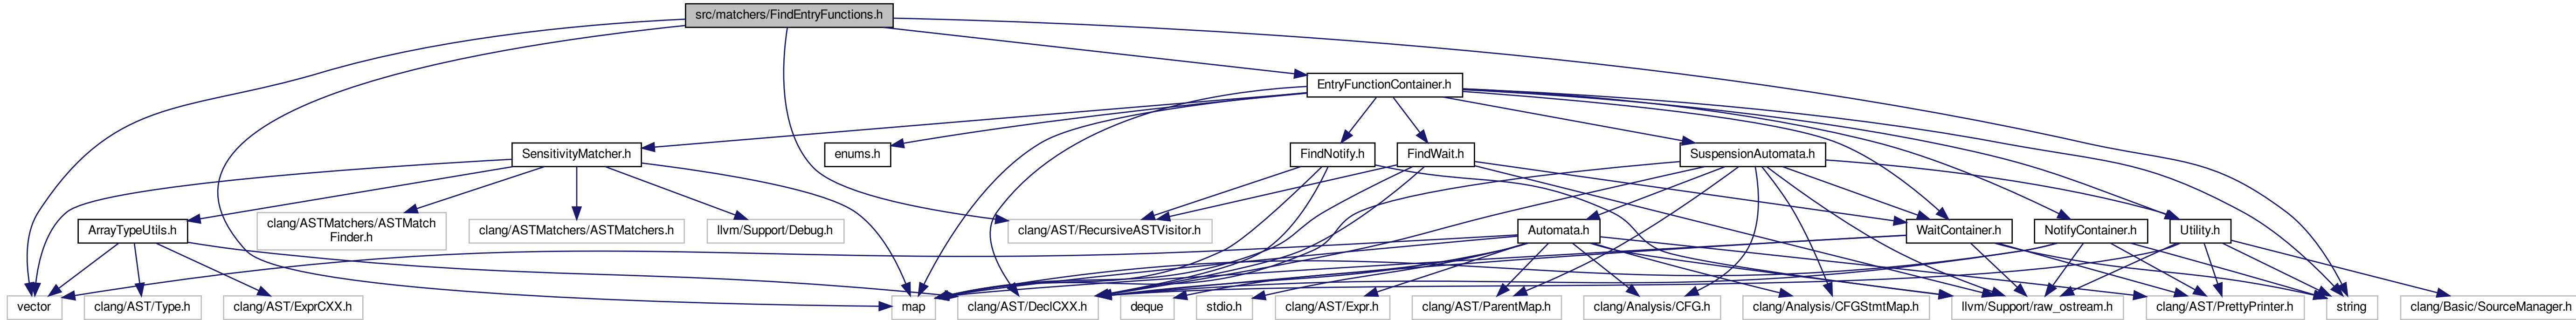 src/matchers/FindEntryFunctions.h
EntryFunctionContainer.h
SensitivityMatcher.h
enums.h
FindNotify.h
FindWait.h
SuspensionAutomata.h
ArrayTypeUtils.h
clang/ASTMatchers/ASTMatch
Finder.h
clang/ASTMatchers/ASTMatchers.h
llvm/Support/Debug.h
clang/AST/RecursiveASTVisitor.h
Automata.h
WaitContainer.h
NotifyContainer.h
Utility.h
vector
clang/AST/Type.h
clang/AST/ExprCXX.h
map
clang/AST/DeclCXX.h
deque
stdio.h
clang/AST/Expr.h
clang/AST/ParentMap.h
clang/Analysis/CFG.h
clang/Analysis/CFGStmtMap.h
llvm/Support/raw_ostream.h
clang/AST/PrettyPrinter.h
string
clang/Basic/SourceManager.h